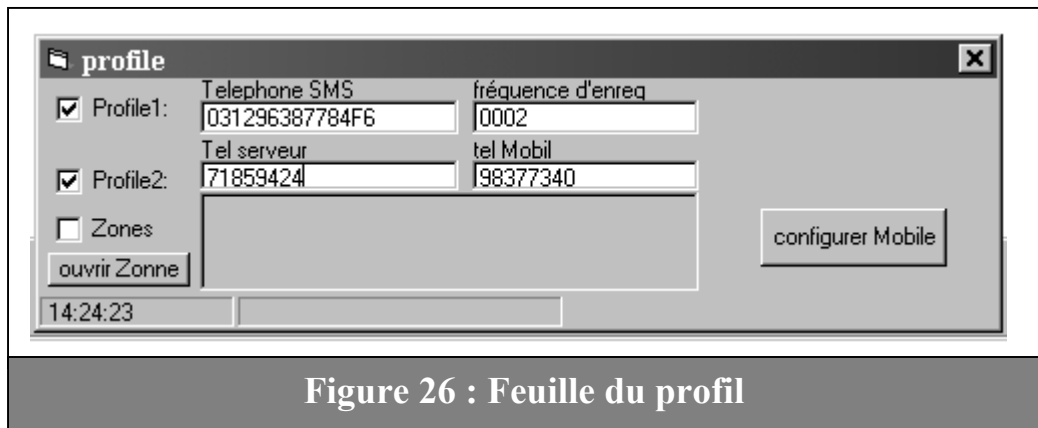 profile
Telephone SMS fréquence d'enreq
Profile1: 031296387784F6 0002
Tel serveur tel Mobil
Profile2: 71859424 98377340
Zones
configurer Mobile
ouvrir Zonne
14:24:23
Figure 26 : Feuille du profil